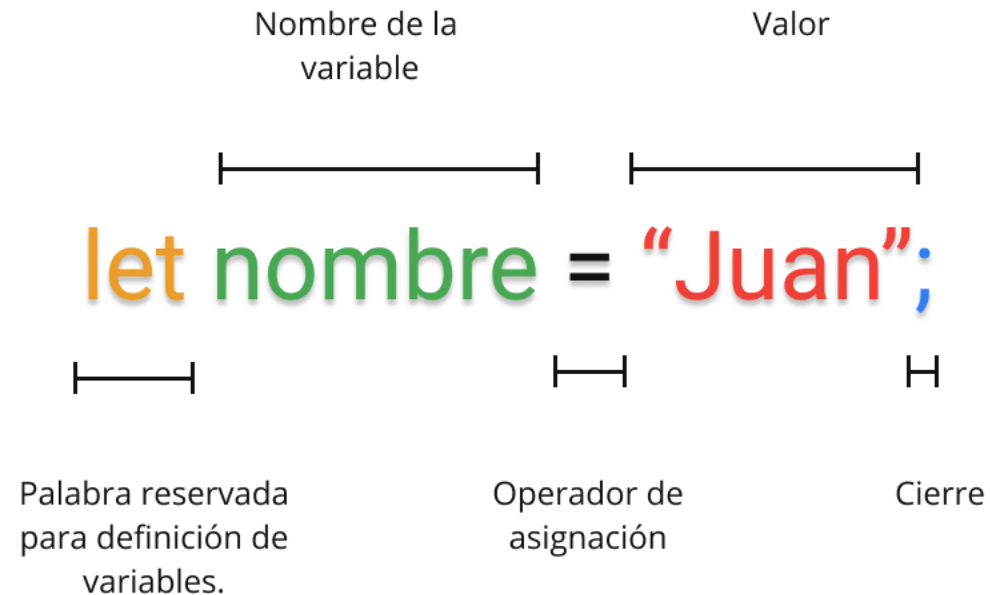 Nombre de la
variable
Valor
let nombre = “Juan”;
Palabra reservada
para definición de
variables.
Operador de
asignación
Cierre